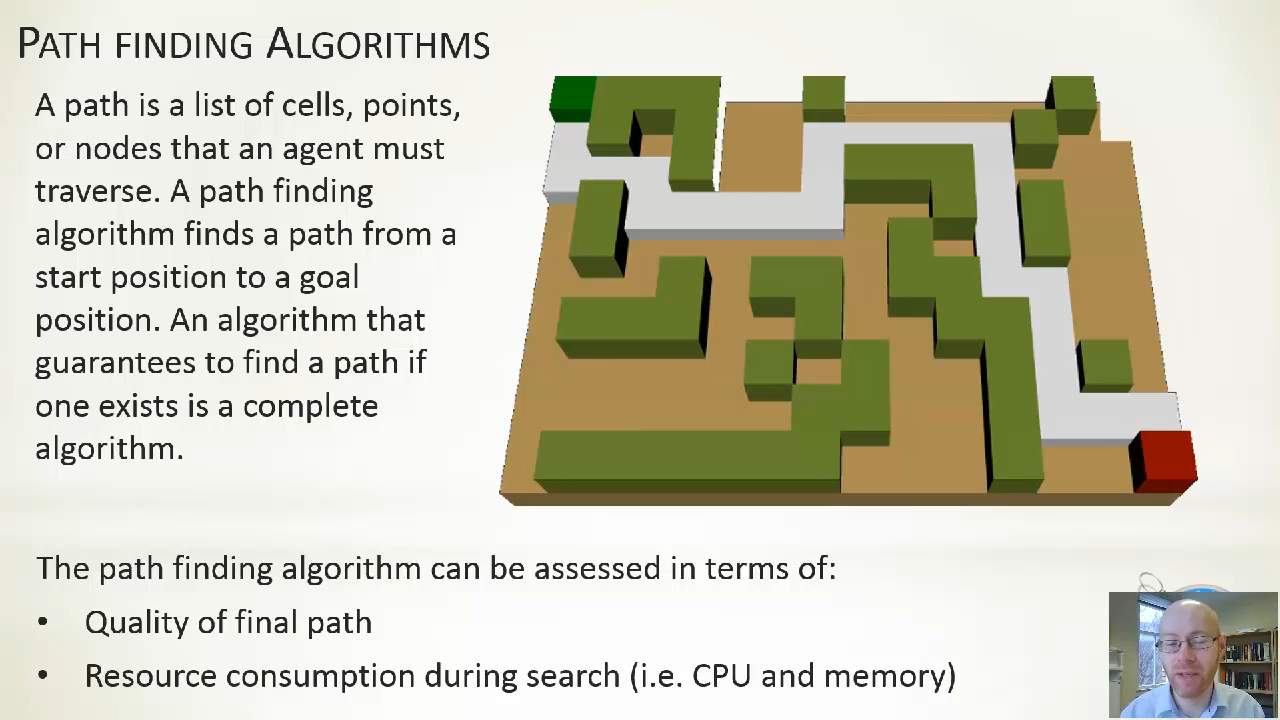 PATH FINDING ALGORITHMS
A path is a list of cells, points,
or nodes that an agent must
traverse. A path finding
algorithm finds a path from a
start position to a goal
position. An algorithm that
guarantees to find a path if
one exists is a complete
algorithm.
The path finding algorithm can be assessed in terms of:
• Quality of final path
• Resource consumption during search (i.e. CPU and memory)